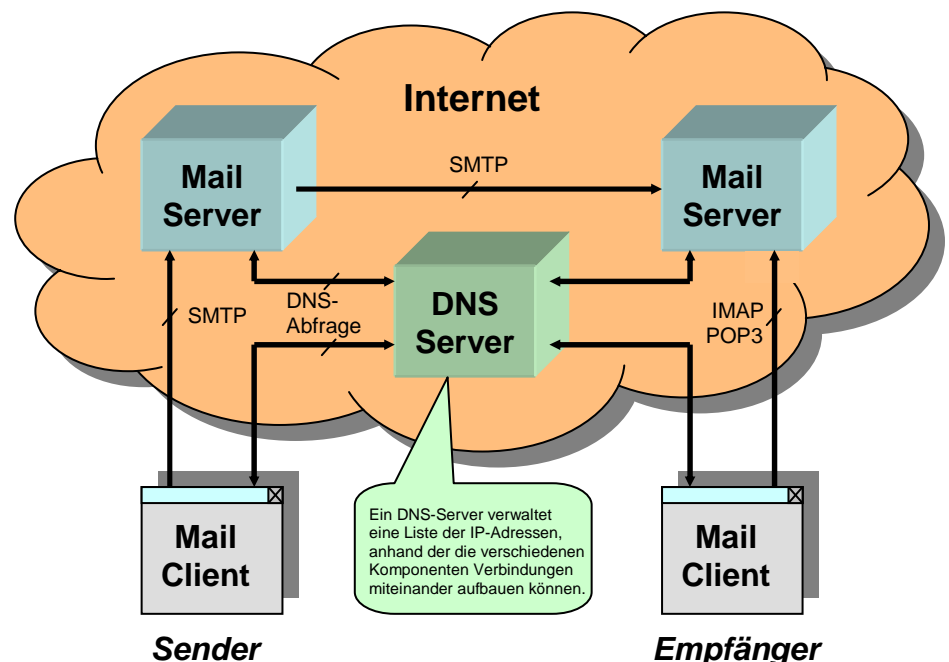 Internet
Mail
Server
SMTP
Mail
Server
SMTP
DNS-
Abfrage
DNS
Server
IMAP
POP3
Ein DNS-Server verwaltet
eine Liste der IP-Adressen,
anhand der die verschiedenen
Komponenten Verbindungen
miteinander aufbauen können.
Mail
Client
Mail
Client
Sender
Empfänger